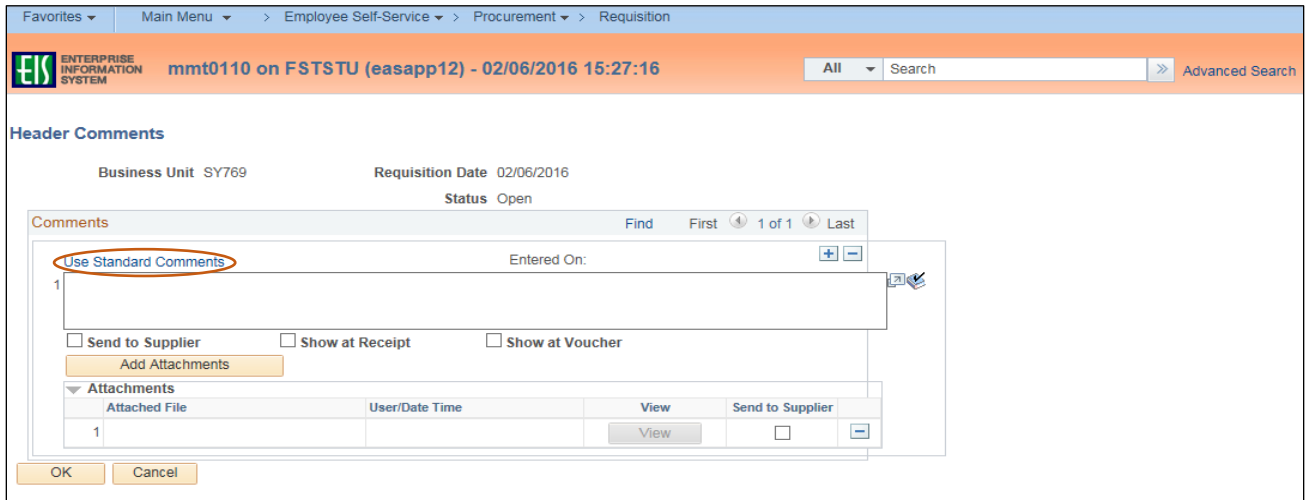 Favorites Main Menu > Employee Self-Service > Procurement > Requisition
EIS ENTERPRISE INFORMATION SYSTEM
mmt0110 on FSTSTU (easapp12) - 02/06/2016 15:27:16
All Search » Advanced Search
Header Comments
Business Unit SY769 Requisition Date 02/06/2016
Status Open
Comments Find First 1 of 1 Last
Use Standard Comments Entered On: + −
1
Send to Supplier Show at Receipt Show at Voucher
Add Attachments
Attachments
Attached File User/Date Time View Send to Supplier
1 View −
OK Cancel